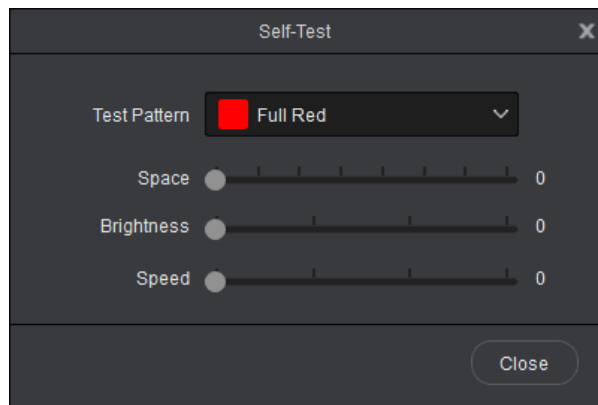 Self-Test
Test Pattern Full Red
Space 0
Brightness 0
Speed 0
Close